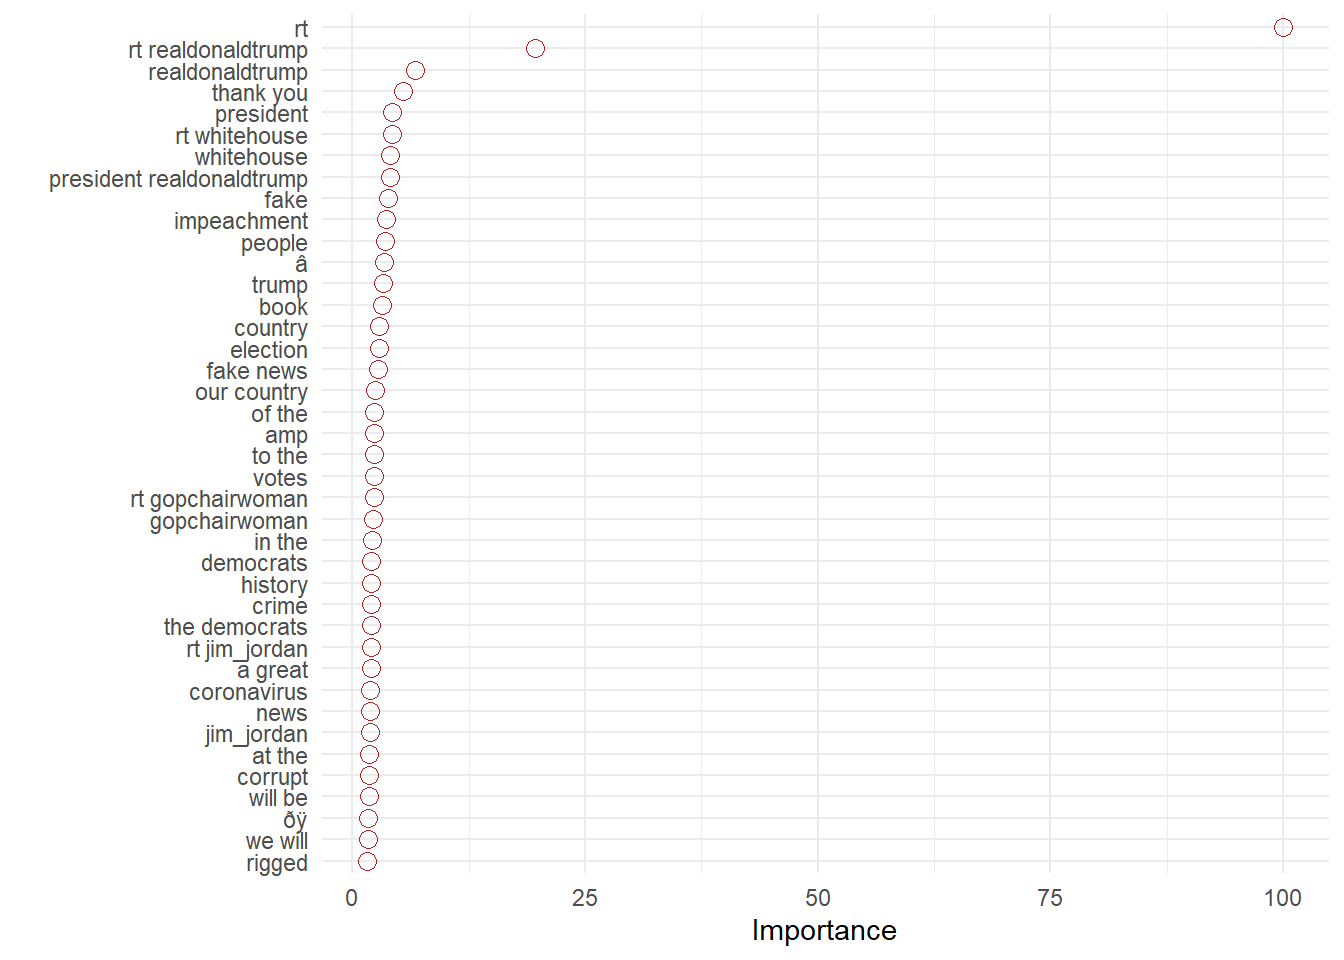 rt
rt realdonaldtrump
realdonaldtrump
thank you
president
rt whitehouse
whitehouse
president realdonaldtrump
fake
impeachment
people
â
trump
book
country
election
fake news
our country
of the
amp
to the
votes
rt gopchairwoman
gopchairwoman
in the
democrats
history
crime
the democrats
rt jim_jordan
a great
coronavirus
news
jim_jordan
at the
corrupt
will be
ðÿ
we will
rigged
0 25 50 75 100
Importance